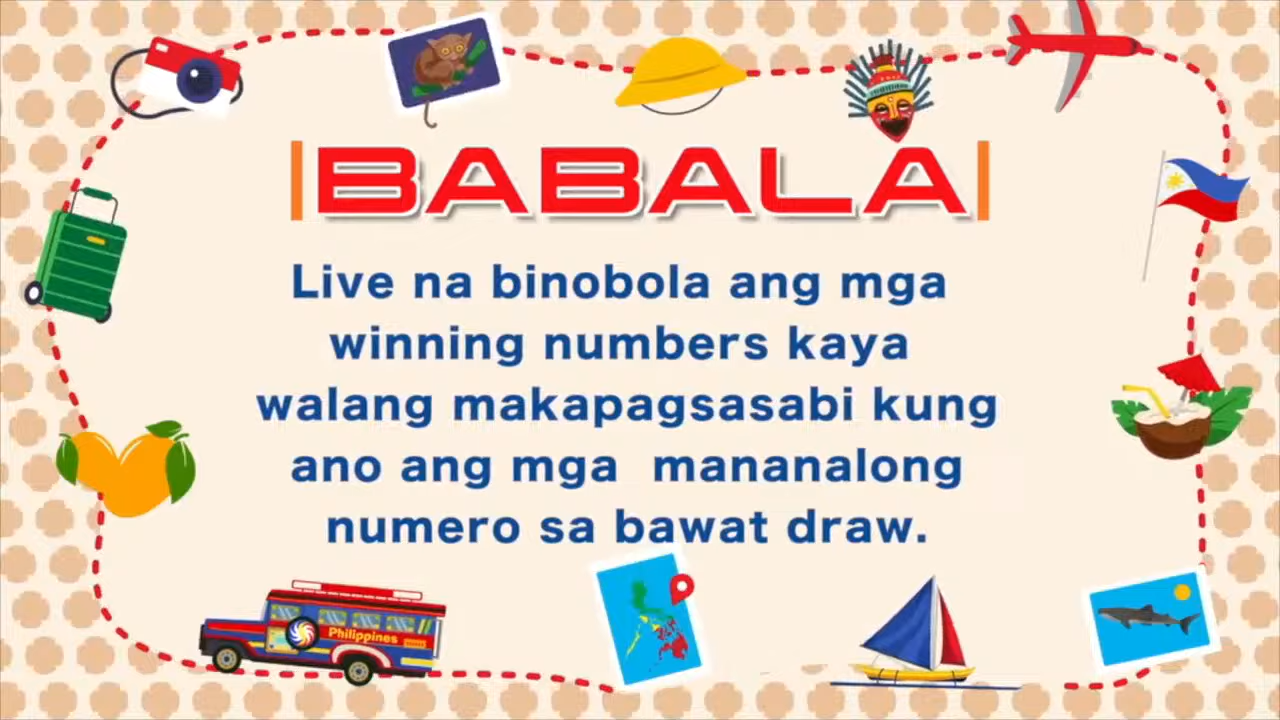 BABALA
Live na binobola ang mga
winning numbers kaya
walang makapagsasabi kung
ano ang mga mananalong
numero sa bawat draw.
Philippines